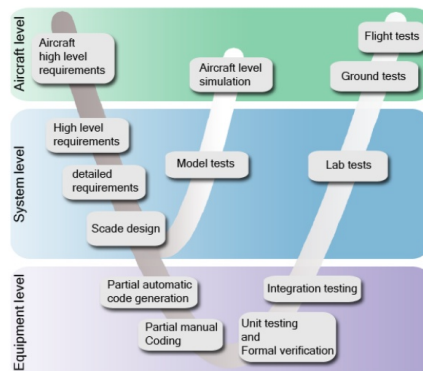 Aircraft level
Aircraft
high level
requirements
Aircraft level
simulation
Flight tests
Ground tests
System level
High level
requirements
detailed
requirements
Scade design
Model tests
Lab tests
Equipment level
Partial automatic
code generation
Partial manual
Coding
Integration testing
Unit testing
and
Formal verification